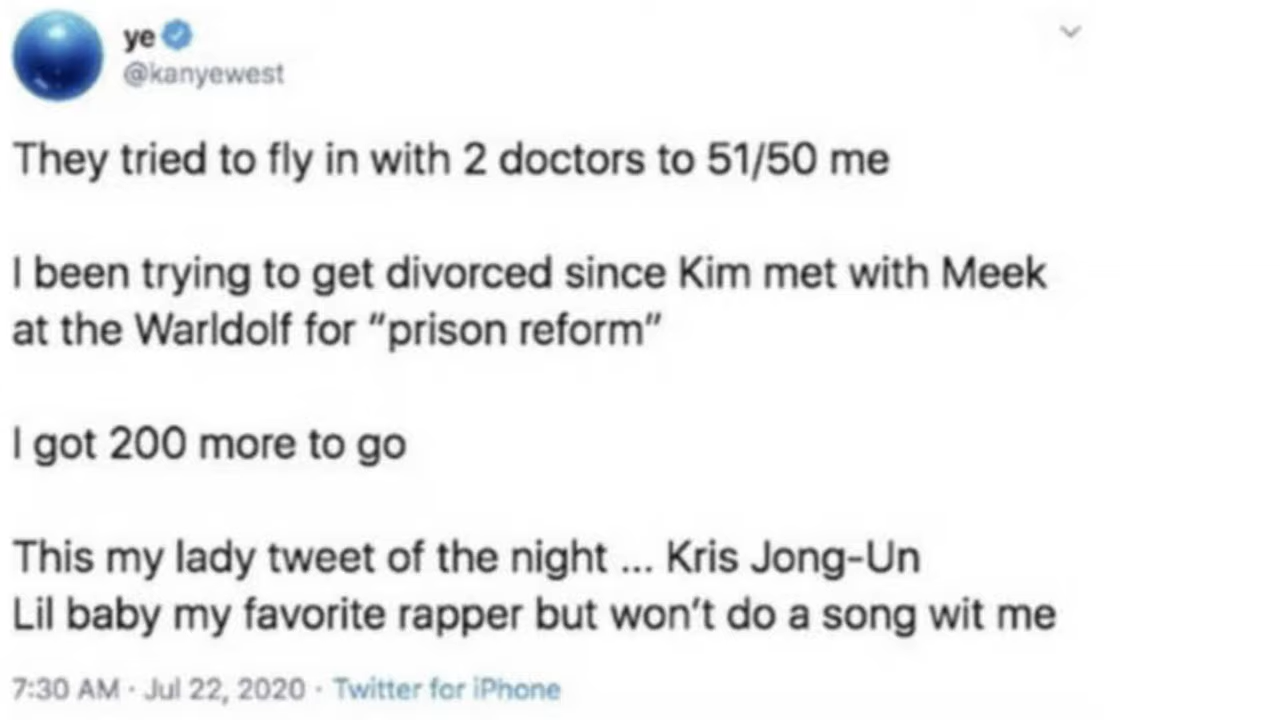 ye
@kanyewest
They tried to fly in with 2 doctors to 51/50 me
I been trying to get divorced since Kim met with Meek
at the Warldolf for “prison reform”
I got 200 more to go
This my lady tweet of the night ... Kris Jong-Un
Lil baby my favorite rapper but won’t do a song wit me
7:30 AM · Jul 22, 2020 · Twitter for iPhone